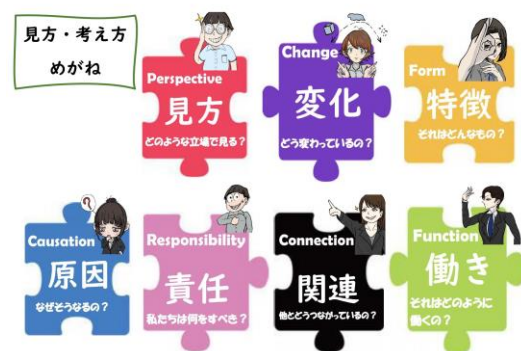 見方・考え方
めがね
Perspective
見方
どのような立場で見る？
Change
変化
どう変わっているの？
Form
特徴
それはどんなもの？
Causation
原因
なぜそうなるの？
Responsibility
責任
私たちは何をすべき？
Connection
関連
他とどうつながっているの？
Function
働き
それはどのように
働くの？